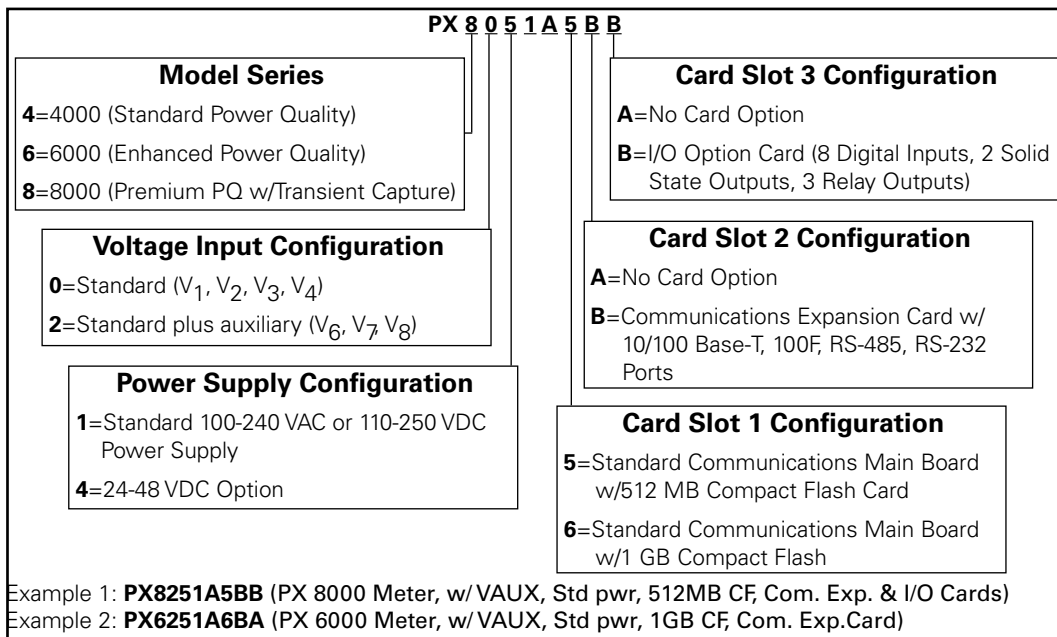 PX 8 0 5 1 A 5 B B
Model Series
4=4000 (Standard Power Quality)
6=6000 (Enhanced Power Quality)
8=8000 (Premium PQ w/Transient Capture)
Voltage Input Configuration
0=Standard (V1, V2, V3, V4)
2=Standard plus auxiliary (V6, V7, V8)
Power Supply Configuration
1=Standard 100-240 VAC or 110-250 VDC
Power Supply
4=24-48 VDC Option
Card Slot 3 Configuration
A=No Card Option
B=I/O Option Card (8 Digital Inputs, 2 Solid
State Outputs, 3 Relay Outputs)
Card Slot 2 Configuration
A=No Card Option
B=Communications Expansion Card w/
10/100 Base-T, 100F, RS-485, RS-232
Ports
Card Slot 1 Configuration
5=Standard Communications Main Board
w/512 MB Compact Flash Card
6=Standard Communications Main Board
w/1 GB Compact Flash
Example 1: PX8251A5BB (PX 8000 Meter, w/ VAUX, Std pwr, 512MB CF, Com. Exp. & I/O Cards)
Example 2: PX6251A6BA (PX 6000 Meter, w/ VAUX, Std pwr, 1GB CF, Com. Exp.Card)